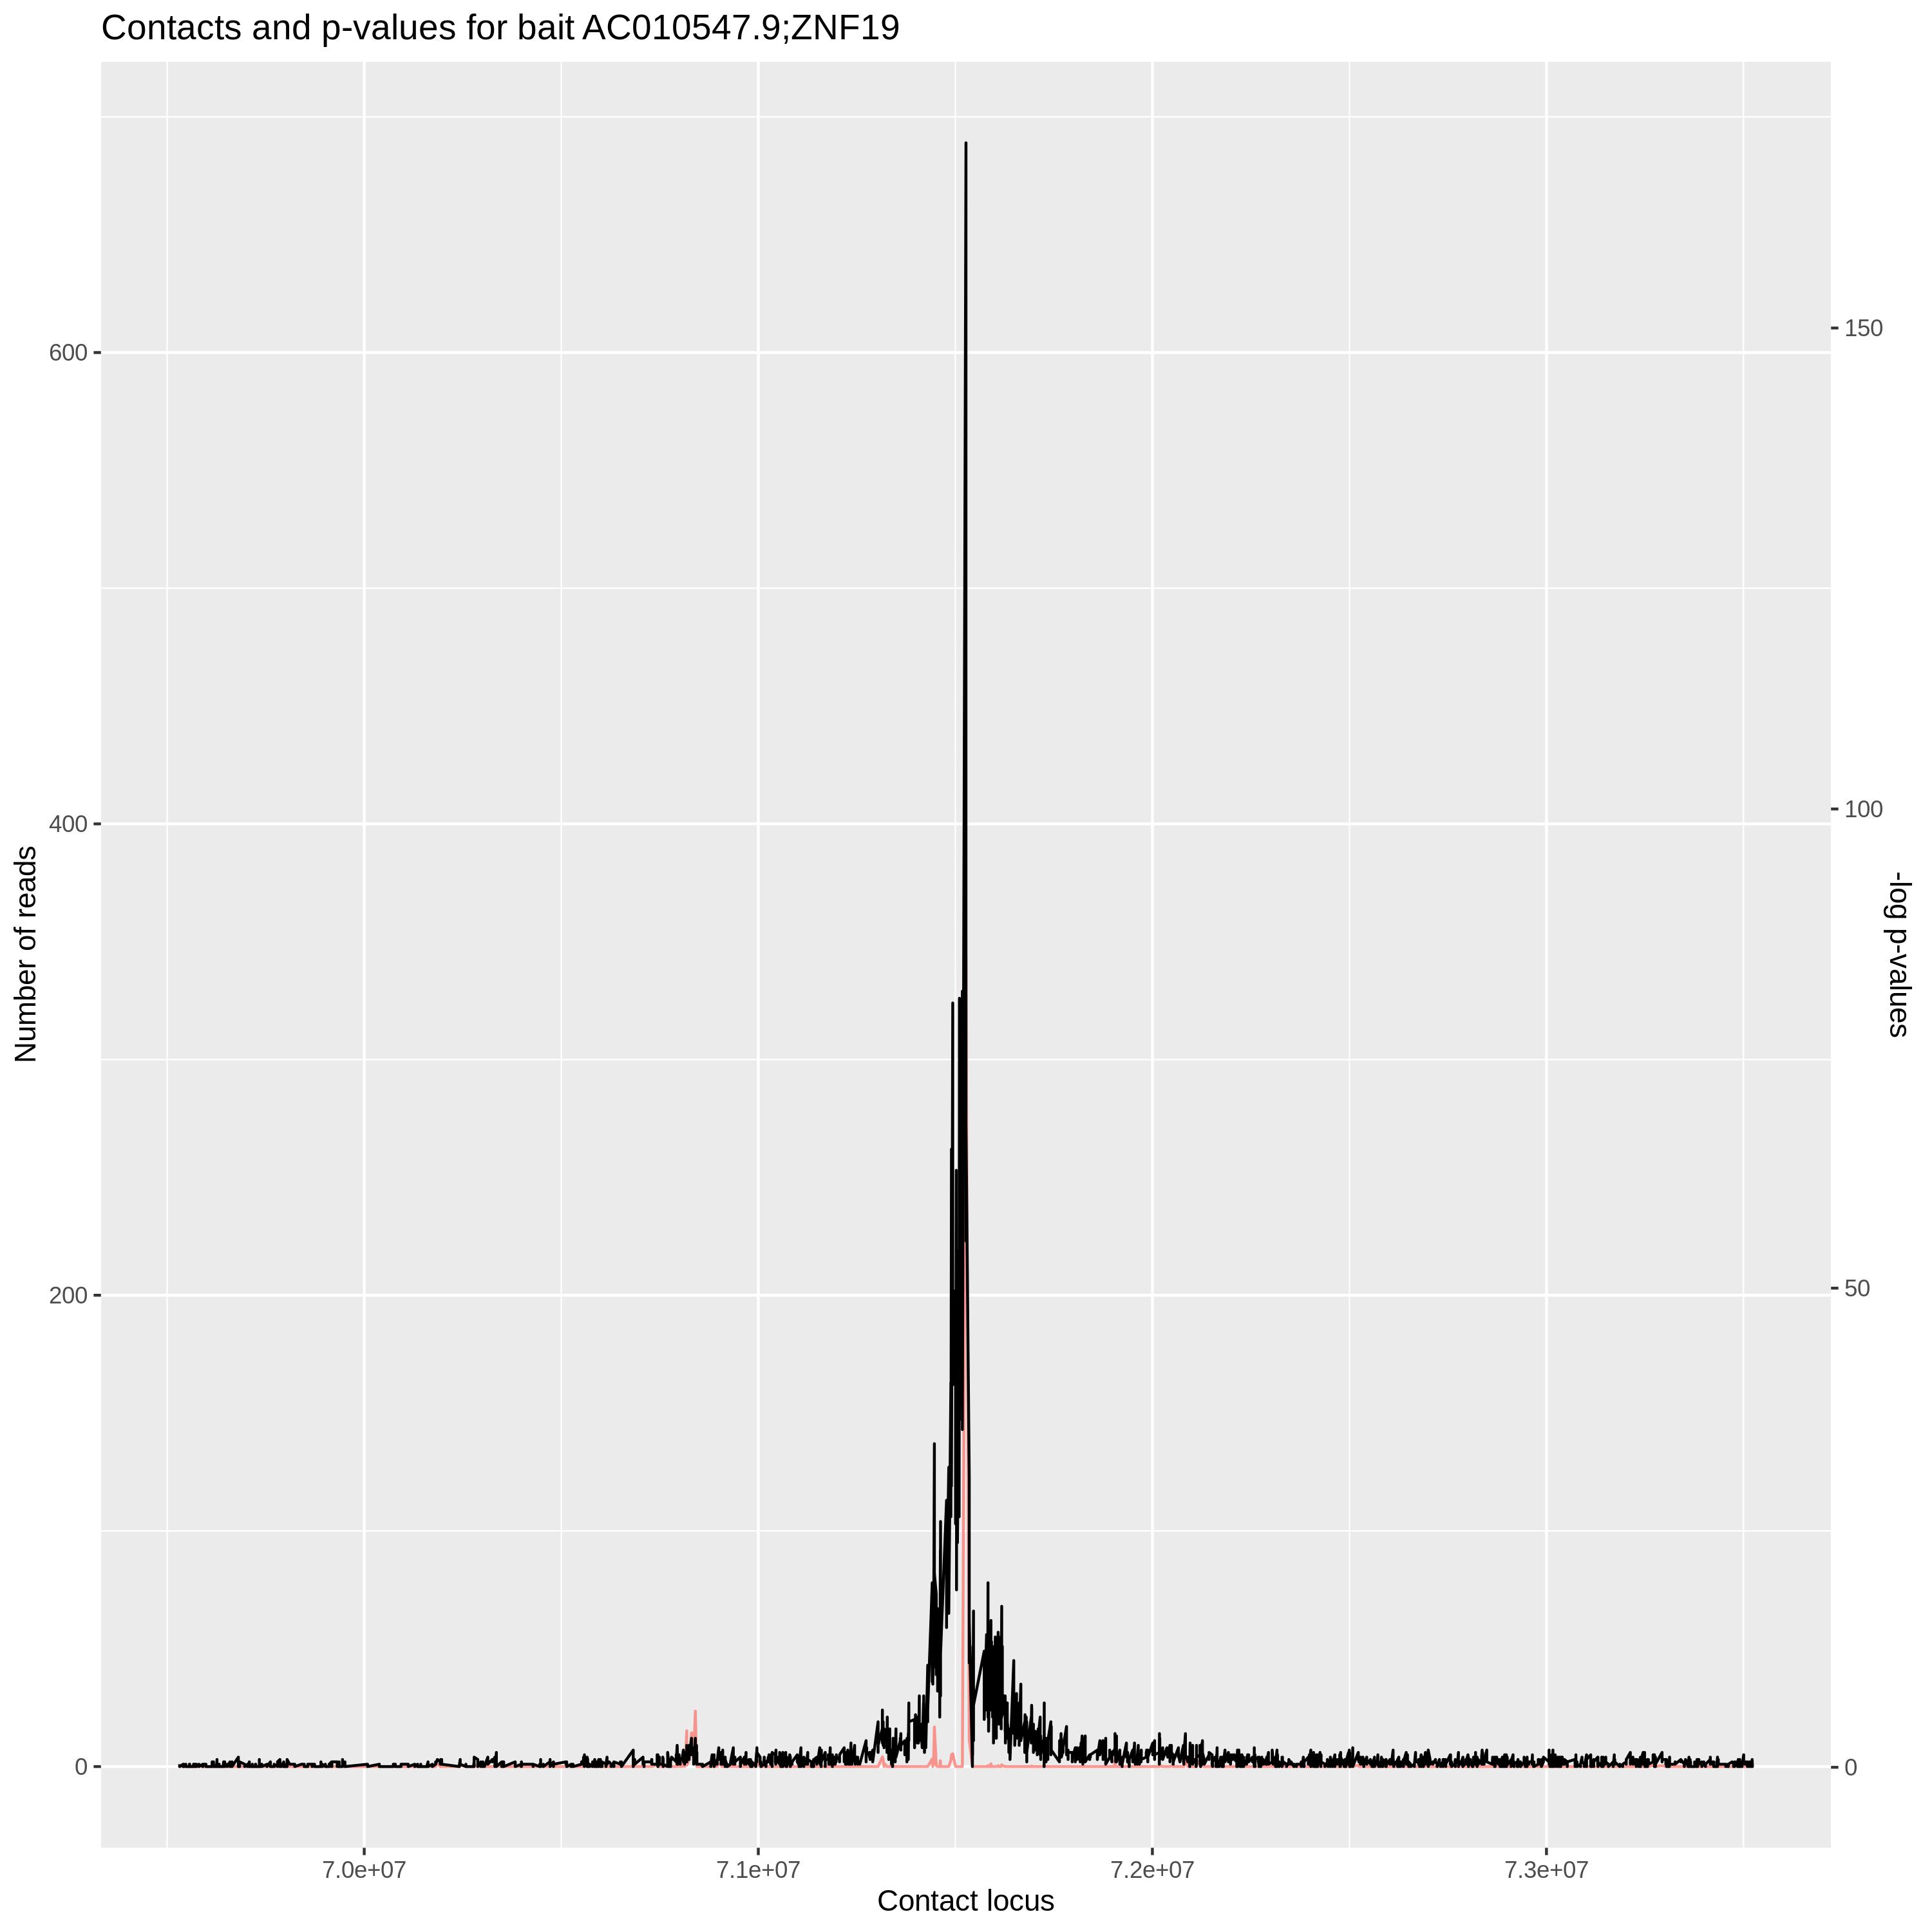 Contacts and p-values for bait AC010547.9;ZNF19
600
400
200
0
Number of reads
150
100
50
0
-log p-values
7.0e+07
7.1e+07
7.2e+07
7.3e+07
Contact locus